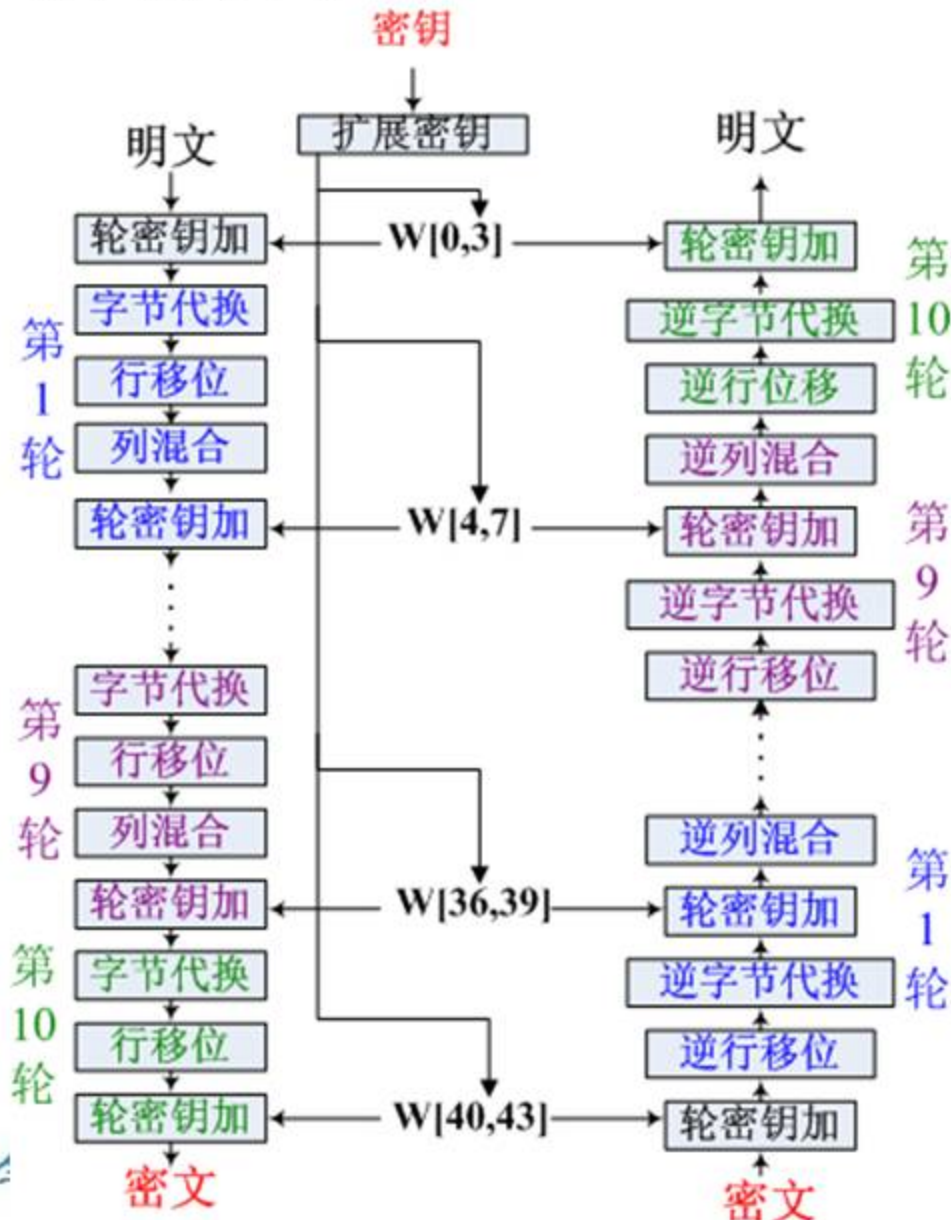 密钥
扩展密钥
明文
轮密钥加
第1轮
字节代换
行移位
列混合
轮密钥加
第9轮
字节代换
行移位
列混合
轮密钥加
第10轮
字节代换
行移位
轮密钥加
密文
W[0,3]
W[4,7]
W[36,39]
W[40,43]
明文
轮密钥加
逆字节代换
逆行位移
第10轮
逆列混合
轮密钥加
逆字节代换
逆行移位
第9轮
逆列混合
轮密钥加
逆字节代换
逆行移位
第1轮
轮密钥加
密文